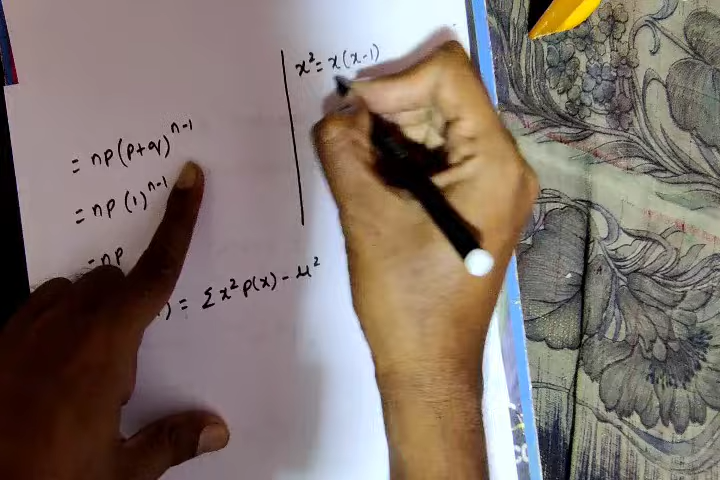 = np(p+q)^{n-1}
= np(1)^{n-1}
= np
) = Σx²p(x) - μ²
x² = x(x-1)